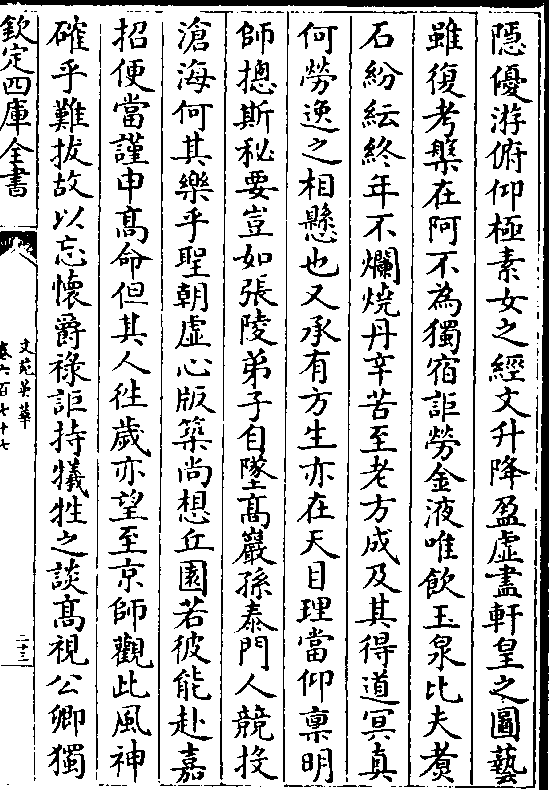 隱優游俯仰極素女之經文升降盈虛盡軒皇之圖藝
雖復考槃在阿不為獨宿詎勞金液唯飲玉泉比夫煑
石紛紜終年不爛燒丹辛苦至老方成及其得道冥真
何勞逸之相懸也又承有方生亦在天目理當仰稟明
師摠斯秘要豈如張陵弟子自墜髙巖孫泰門人競投
滄海何其樂乎聖朝虛心版築尚想丘園若彼能赴嘉
招便當謹申髙命但其人徃歲亦望至京師觀此風神
確乎難拔故以忘懷爵祿詎持犧牲之談髙視公卿獨
欽定四庫全書
文苑英華
卷六百七十七
二十三